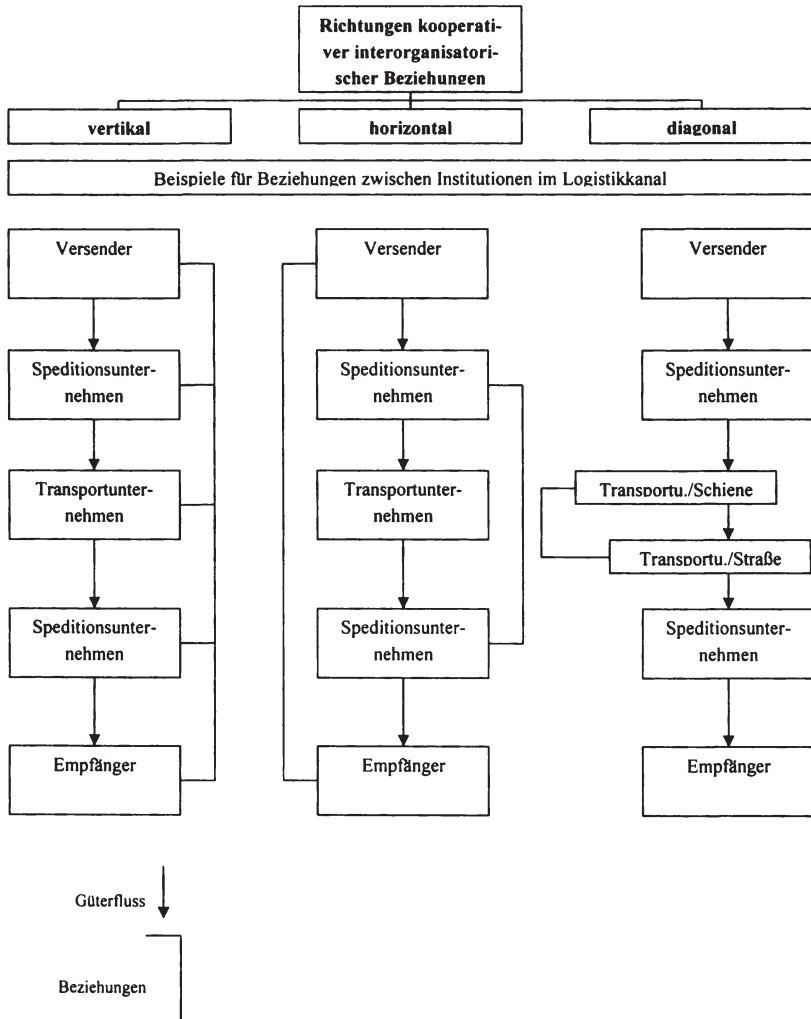 Richtungen kooperati-
ver interorganisatori-
scher Beziehungen
vertikal
horizontal
diagonal
Beispiele für Beziehungen zwischen Institutionen im Logistikkanal
Versender
Speditionsunter-
nehmen
Transportunter-
nehmen
Speditionsunter-
nehmen
Empfänger
Versender
Speditionsunter-
nehmen
Transportunter-
nehmen
Speditionsunter-
nehmen
Empfänger
Versender
Speditionsunter-
nehmen
Transportu./Schiene
Transportu./Straße
Speditionsunter-
nehmen
Empfänger
Güterfluss
Beziehungen